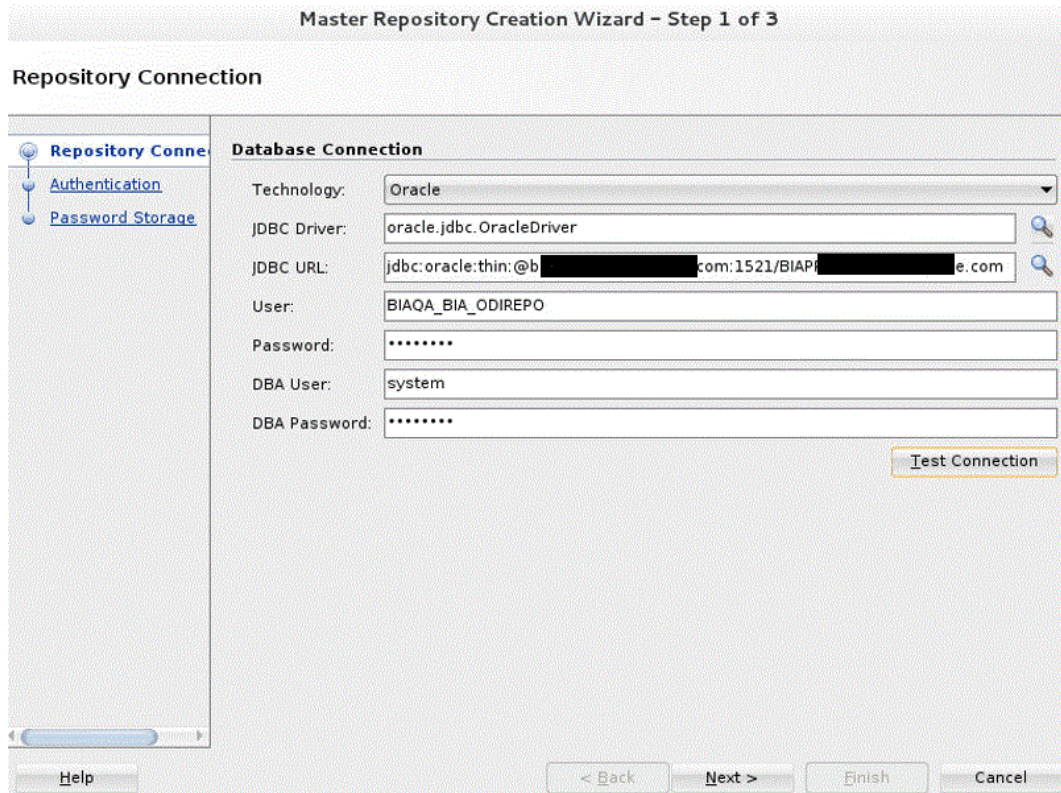 Master Repository Creation Wizard – Step 1 of 3
Repository Connection
Repository Conne
Authentication
Password Storage
Database Connection
Technology: Oracle
JDBC Driver: oracle.jdbc.OracleDriver
JDBC URL: jdbc:oracle:thin:@b com:1521/BIAP e.com
User: BIAQA_BIA_ODIREPO
Password: ••••••••
DBA User: system
DBA Password: ••••••••
Test Connection
Help < Back Next > Finish Cancel